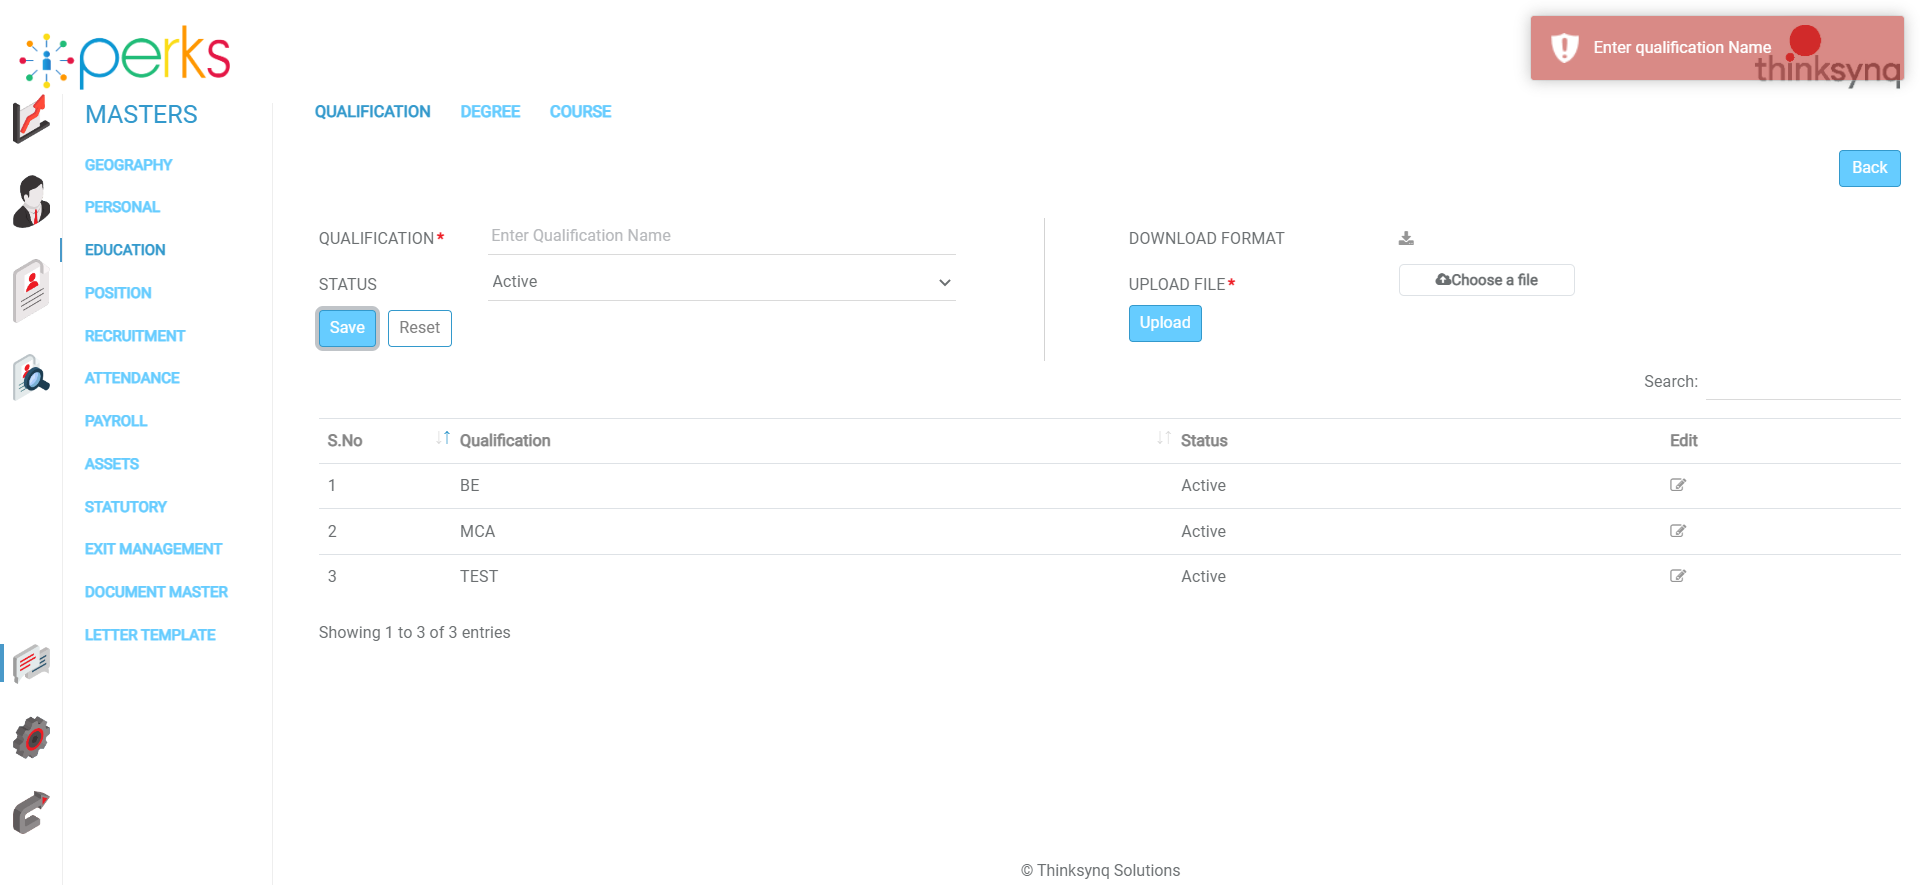 perks
Enter qualification Name
thinksynq
MASTERS
GEOGRAPHY
PERSONAL
EDUCATION
POSITION
RECRUITMENT
ATTENDANCE
PAYROLL
ASSETS
STATUTORY
EXIT MANAGEMENT
DOCUMENT MASTER
LETTER TEMPLATE
QUALIFICATION DEGREE COURSE
Back
QUALIFICATION* Enter Qualification Name
STATUS Active
Save Reset
DOWNLOAD FORMAT
UPLOAD FILE* Choose a file
Upload
Search:
S.No Qualification Status Edit
1 BE Active
2 MCA Active
3 TEST Active
Showing 1 to 3 of 3 entries
© Thinksynq Solutions